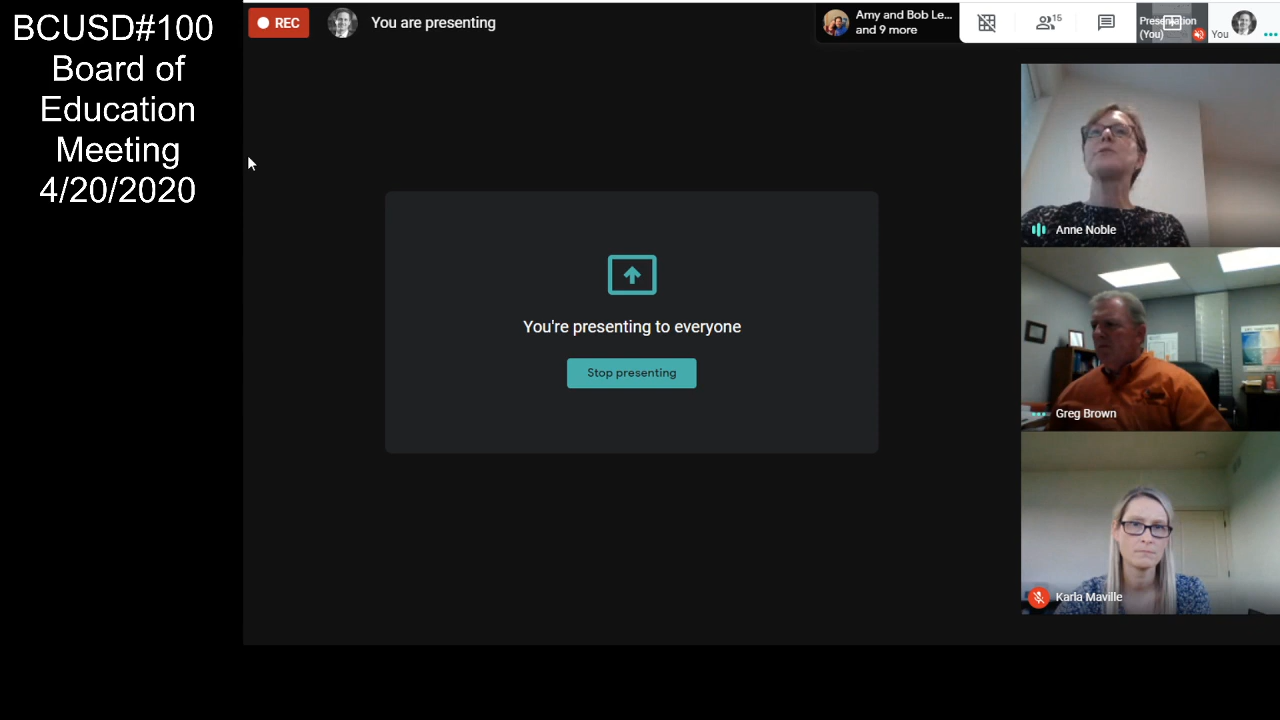 BCUSD#100
Board of
Education
Meeting
4/20/2020
REC
You are presenting
Amy and Bob Le...
and 9 more
15
Presentation
(You)
You
Anne Noble
You're presenting to everyone
Stop presenting
Greg Brown
Karla Maville